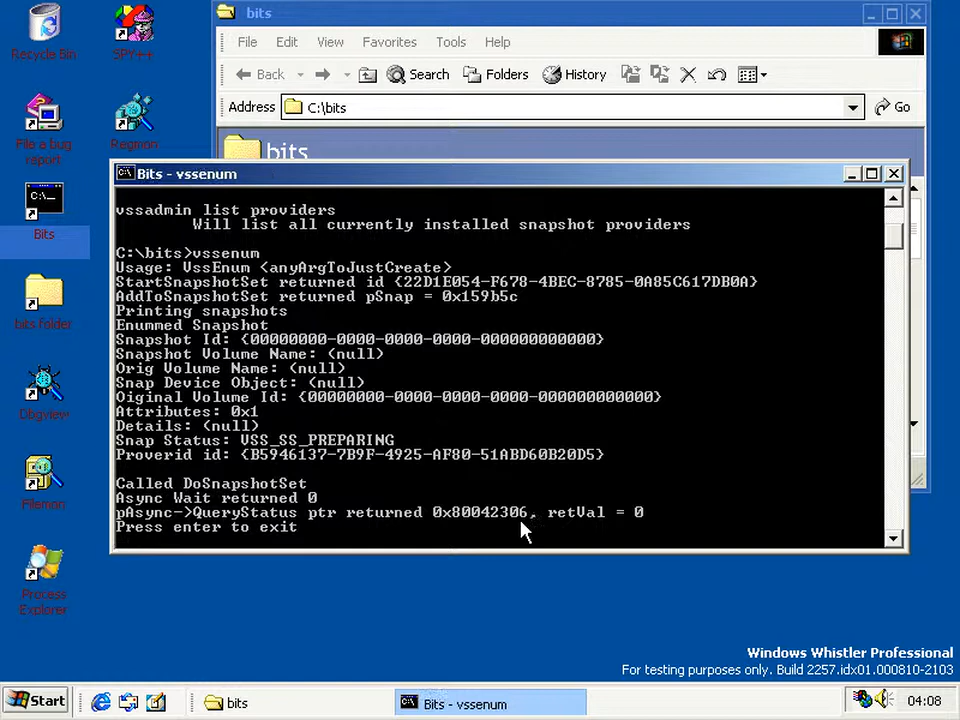 Recycle Bin
SPY++
File a bug
report
Regmon
Bits
bits folder
Dbgview
Filemon
Process
Explorer
bits
File Edit View Favorites Tools Help
Back Search Folders History
Address C:\bits Go
bits
Bits - vssenum
vssadmin list providers
Will list all currently installed snapshot providers
C:\bits>vssenum
Usage: VssEnum <anyArgToJustCreate>
StartSnapshotSet returned id {22D1E054-F678-4BEC-8785-0A85C617DB0A}
AddToSnapshotSet returned pSnap = 0x159b5c
Printing snapshots
Enummed Snapshot
Snapshot Id: {00000000-0000-0000-0000-000000000000}
Snapshot Volume Name: (null)
Orig Volume Name: (null)
Snap Device Object: (null)
Oiginal Volume Id: {00000000-0000-0000-0000-000000000000}
Attributes: 0x1
Details: (null)
Snap Status: VSS_SS_PREPARING
Proverid id: {B5946137-7B9F-4925-AF80-51ABD60B20D5}
Called DoSnapshotSet
Async Wait returned 0
pAsync->QueryStatus ptr returned 0x80042306, retVal = 0
Press enter to exit
Windows Whistler Professional
For testing purposes only. Build 2257.idx01.000810-2103
Start bits Bits - vssenum 04:08